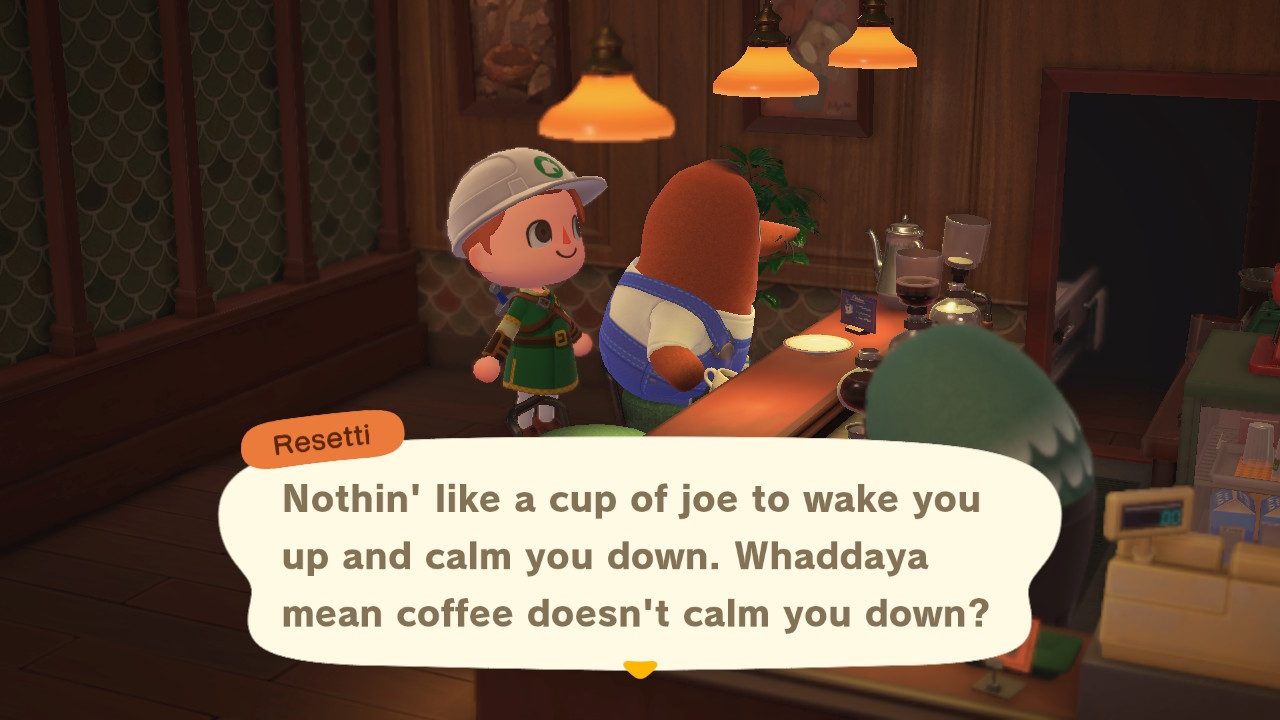 Resetti
Nothin' like a cup of joe to wake you
up and calm you down. Whaddaya
mean coffee doesn't calm you down?